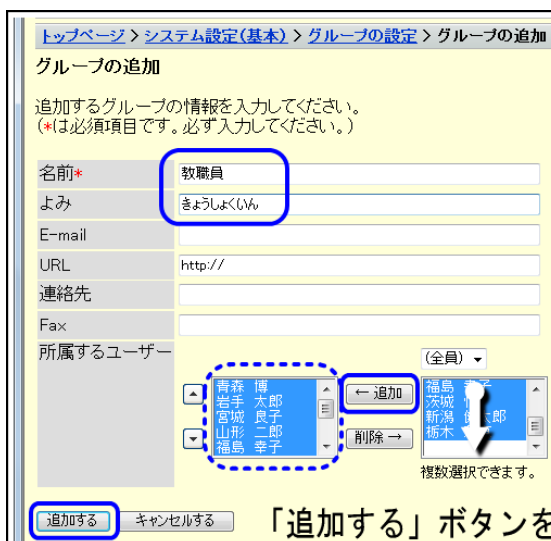 トップページ > システム設定(基本) > グループの設定 > グループの追加
グループの追加
追加するグループの情報を入力してください。
(*は必須項目です。必ず入力してください。)
名前* 教職員
よみ きょうしょくいん
E-mail
URL http://
連絡先
Fax
所属するユーザー
(全員)
青森 博
岩手 太郎
宮城 良子
山形 二郎
福島 幸子
← 追加
削除 →
福島 子
茨城
新潟 郎
栃木
複数選択できます。
追加する キャンセルする 「追加する」ボタンを